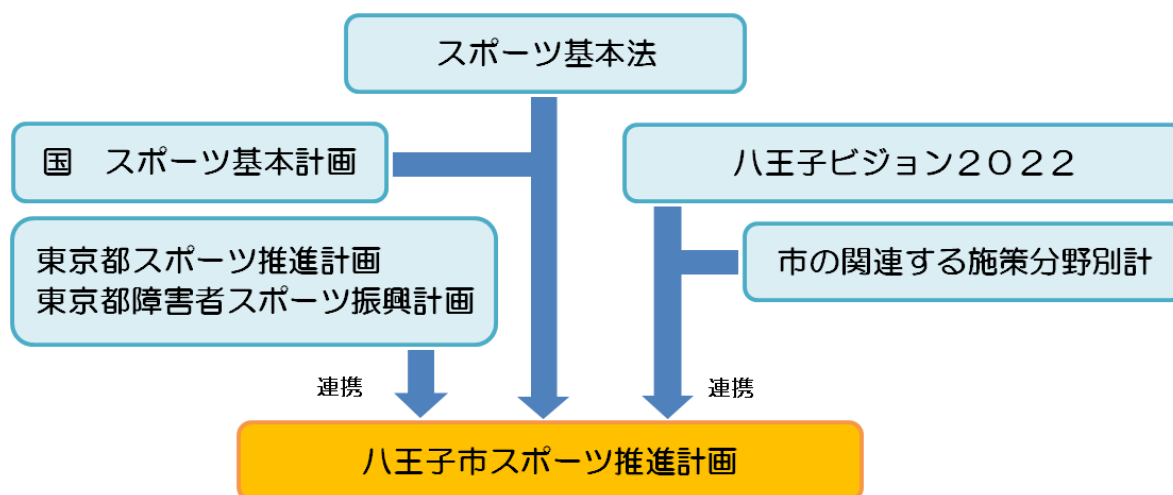 スポーツ基本法
国　スポーツ基本計画
八王子ビジョン２０２２
東京都スポーツ推進計画
東京都障害者スポーツ振興計画
市の関連する施策分野別計
連携
連携
八王子市スポーツ推進計画